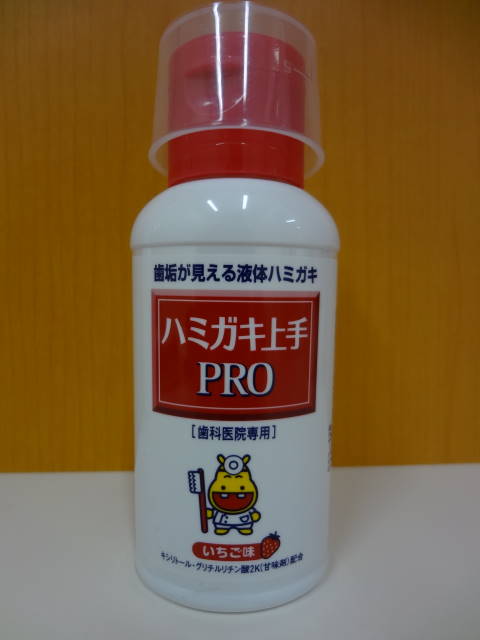 歯垢が見える液体ハミガキ
ハミガキ上手
PRO
［歯科医院専用］
いちご味
キシリトール・グリチルリチン酸2K(甘味剤)配合